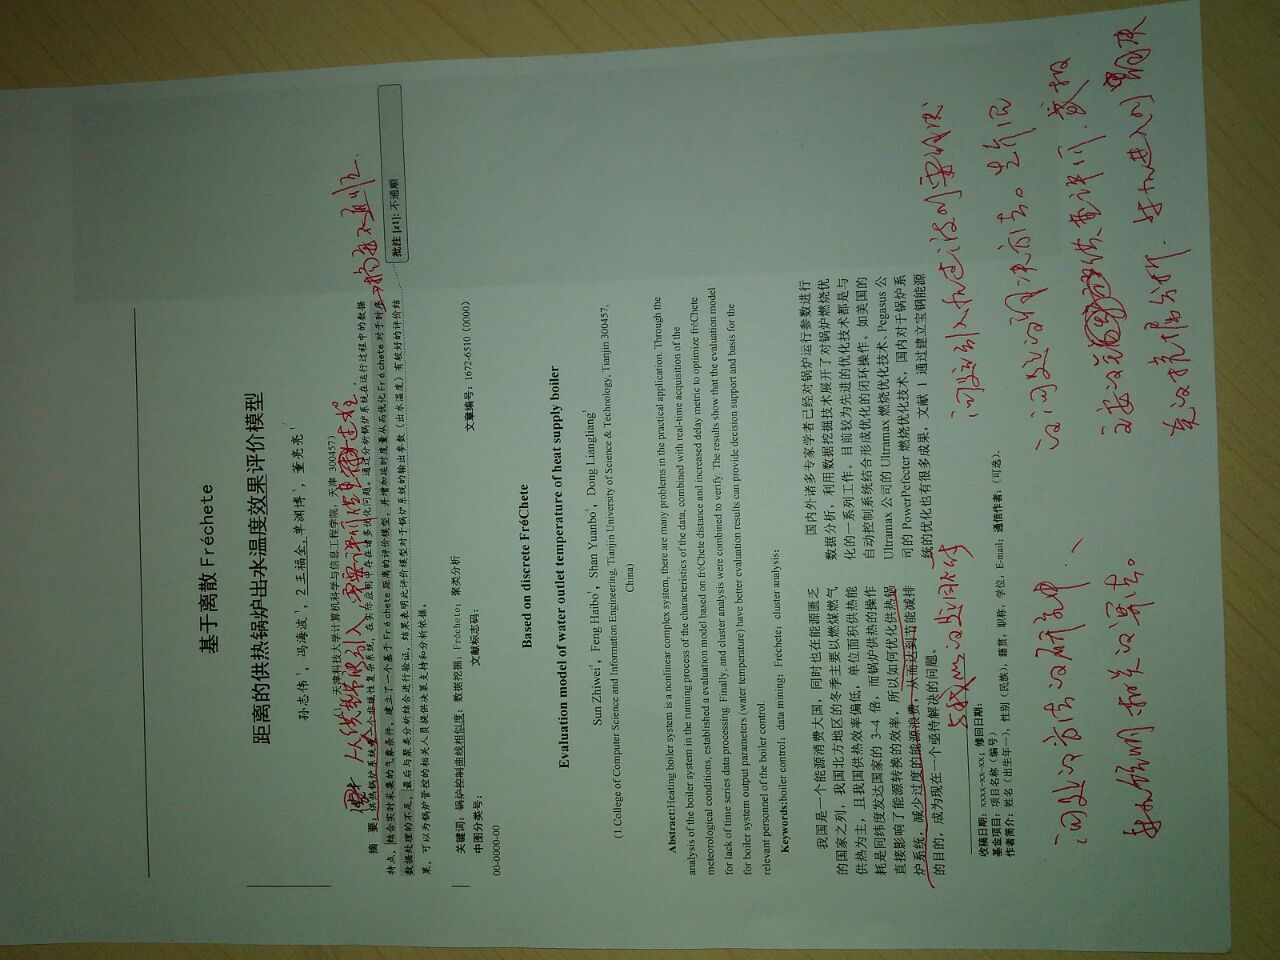 基于离散 Fréchete
距离的供热锅炉出水温度效果评价模型
孙志伟¹，冯海波¹，2 王福全,单渊博¹，董亮亮¹
（1. 天津科技大学计算机科学与信息工程学院，天津 300457）
从供热节能引入，需要评价供查 过程.
摘 要：供热锅炉系统是一个非线性复杂系统，在实际应用中存在诸多优化问题。通过分析锅炉系统在运行过程中的数据
特点，结合实时采集的气象条件，建立了一个基于 Fréchete 距离的评价模型，并增加延时度量从而优化 Fréchete 对于时序
摘要不通顺.
批注 [z1]: 不通顺
数据处理的不足，最后与聚类分析结合进行验证，结果表明此评价模型对于锅炉系统的输出参数（出水温度）有较好的评价结
果，可以为锅炉管控的相关人员提供决策支持和分析依据。
关键词：锅炉控制曲线相似度；数据挖掘；Fréchete；聚类分析
中图分类号： 文献标志码： 文章编号：1672-6510（0000）
00-0000-00
Based on discrete FréChete
Evaluation model of water outlet temperature of heat supply boiler
Sun Zhiwei¹，Feng Haibo¹，Shan Yuanbo¹，Dong Liangliang¹
(1.College of Computer Science and Information Engineering, Tianjin University of Science & Technology, Tianjin 300457,
China)
Abstract:Heating boiler system is a nonlinear complex system, there are many problems in the practical application. Through the
analysis of the boiler system in the running process of the characteristics of the data, combined with real-time acquisition of the
meteorological conditions, established a evaluation model based on fréChete distance and increased delay metric to optimize fréChete
for lack of time series data processing. Finally, and cluster analysis were combined to verify. The results show that the evaluation model
for boiler system output parameters (water temperature) have better evaluation results can provide decision support and basis for the
relevant personnel of the boiler control.
Keywords:boiler control；data mining；Fréchete；cluster analysis；
我国是一个能源消费大国，同时也在能源匮乏
的国家之列，我国北方地区的冬季主要以燃煤燃气
供热为主，且我国供热效率偏低，单位面积供热能
耗是同纬度发达国家的 3~4 倍，而锅炉供热的操作
直接影响了能源转换的效率，所以如何优化供热锅
炉系统，减少过度的能源浪费，从而达到节能减排
的目的，成为现在一个亟待解决的问题。
与我们的题目不符
国内外诸多专家学者已经对锅炉运行参数进行
数据分析，利用数据挖掘技术展开了对锅炉燃烧优
化的一系列工作。目前较为先进的优化技术都是与
自动控制系统结合形成优化的闭环操作。如美国的
Ultramax 公司的 Ultramax 燃烧优化技术、Pegasus 公
司的 PowerPefecter 燃烧优化技术，国内对于锅炉系
统的优化也有很多成果，文献 1 通过建立宝钢能源
收稿日期：xxxx-xx-xx；修回日期：
基金项目：项目名称（编号）
作者简介：姓名（出生年—），性别（民族），籍贯，职称，学位，E-mail；通信作者：（可选）.
问题引入和过渡到要解决
的问题的解决方法。先介绍
主要的 供查评价，或相
关的挖掘分析. 并加进入到解决
问题的方法的研究中、
并加说明相关的算法。